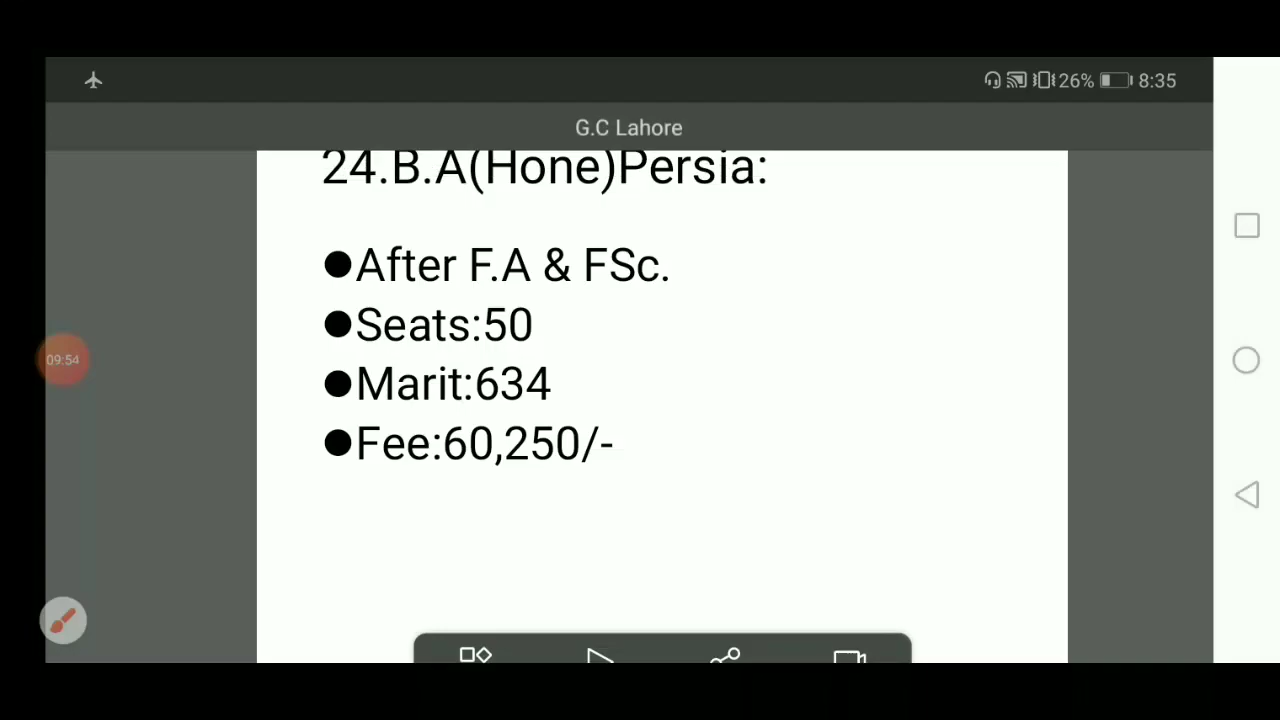 26% 8:35
G.C Lahore
24.B.A(Hone)Persia:
●After F.A & FSc.
●Seats:50
●Marit:634
●Fee:60,250/-
09:54